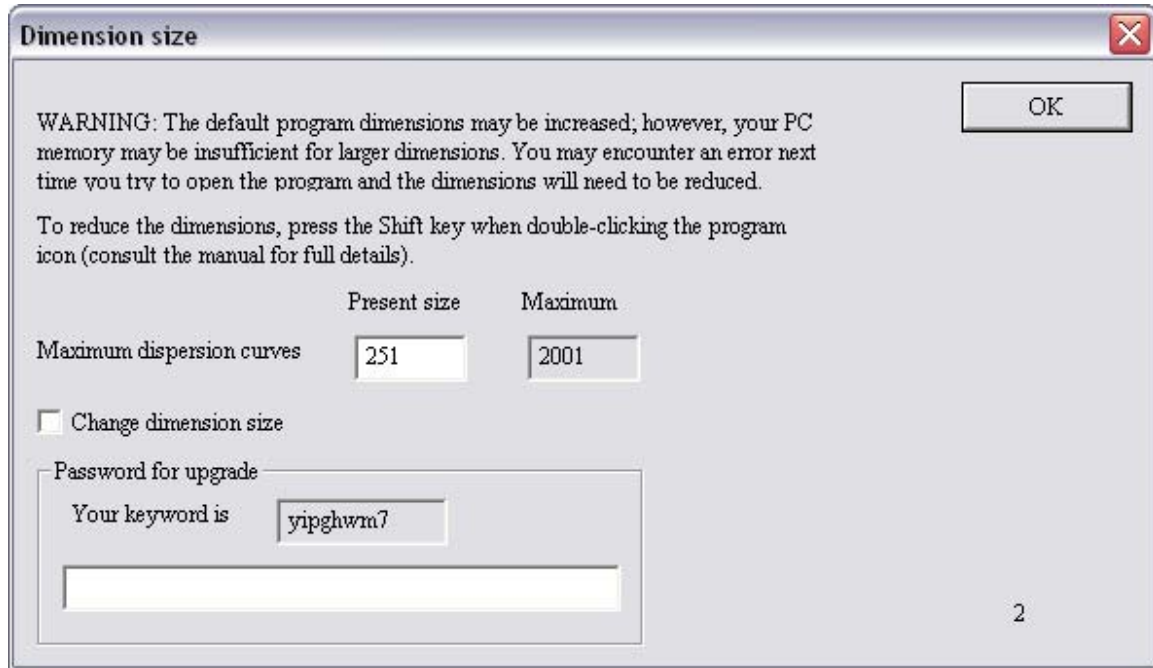 Dimension size
OK
WARNING: The default program dimensions may be increased; however, your PC
memory may be insufficient for larger dimensions. You may encounter an error next
time you try to open the program and the dimensions will need to be reduced.
To reduce the dimensions, press the Shift key when double-clicking the program
icon (consult the manual for full details).
Present size Maximum
Maximum dispersion curves 251 2001
Change dimension size
Password for upgrade
Your keyword is yipghwm7
2